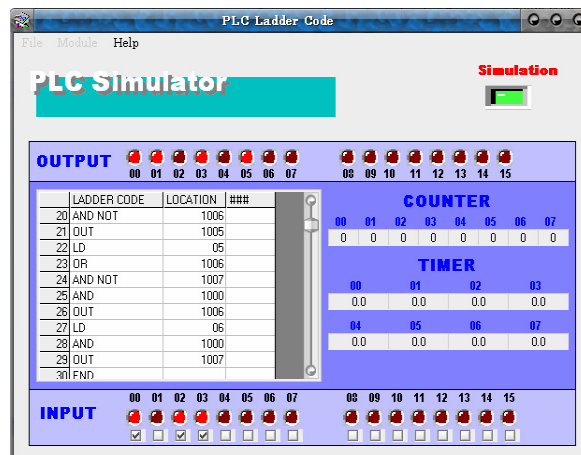 PLC Ladder Code
File Module Help
PLC Simulator
Simulation
OUTPUT
00 01 02 03 04 05 06 07 08 09 10 11 12 13 14 15
LADDER CODE LOCATION ###
20 AND NOT 1006
21 OUT 1005
22 LD 05
23 OR 1006
24 AND NOT 1007
25 AND 1000
26 OUT 1006
27 LD 06
28 AND 1000
29 OUT 1007
30 END
COUNTER
00 01 02 03 04 05 06 07
0 0 0 0 0 0 0 0
TIMER
00 01 02 03
0.0 0.0 0.0 0.0
04 05 06 07
0.0 0.0 0.0 0.0
INPUT
00 01 02 03 04 05 06 07 08 09 10 11 12 13 14 15